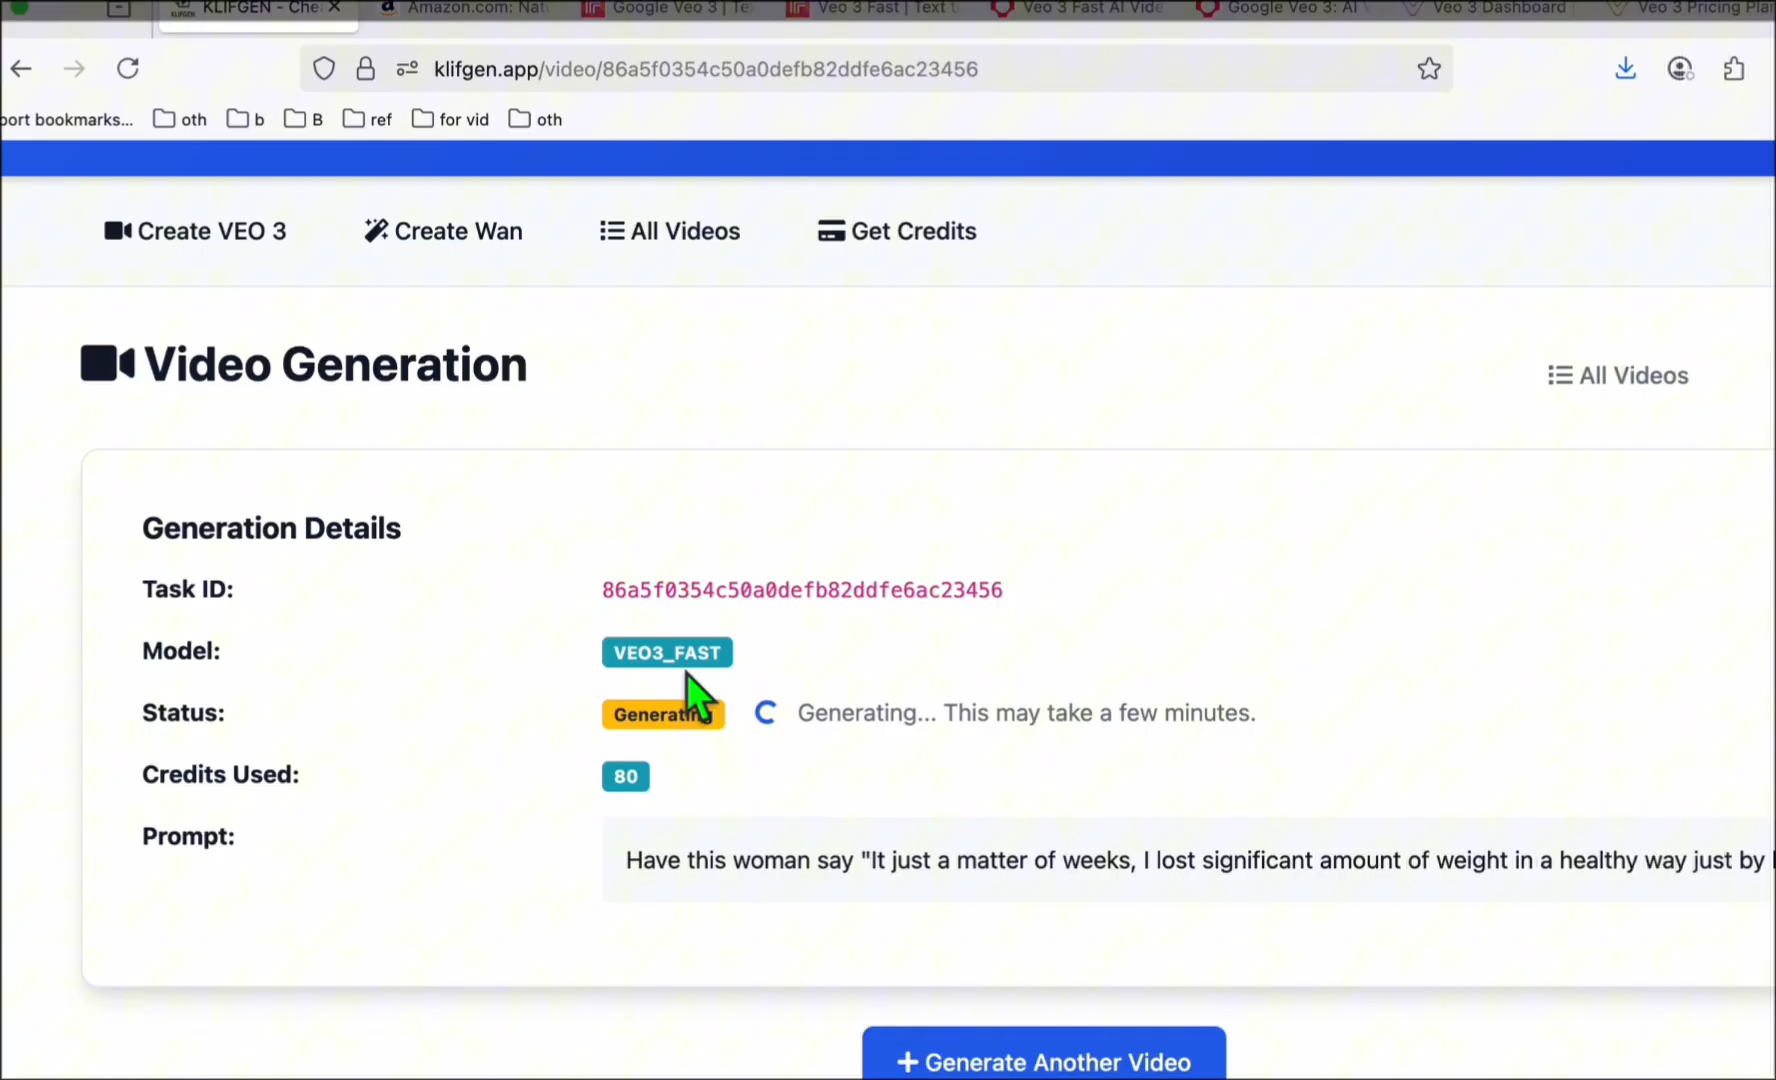 KLIFGEN - Che
Amazon.com: Nat
Google Veo 3 | Te
Veo 3 Fast | Text t
Veo 3 Fast AI Vide
Google Veo 3: AI V
Veo 3 Dashboard
Veo 3 Pricing Plan
klifgen.app/video/86a5f0354c50a0defb82ddfe6ac23456
port bookmarks... oth b B ref for vid oth
Create VEO 3 Create Wan All Videos Get Credits
Video Generation
All Videos
Generation Details
Task ID: 86a5f0354c50a0defb82ddfe6ac23456
Model: VEO3_FAST
Status: Generating Generating... This may take a few minutes.
Credits Used: 80
Prompt: Have this woman say "It just a matter of weeks, I lost significant amount of weight in a healthy way just by
+ Generate Another Video